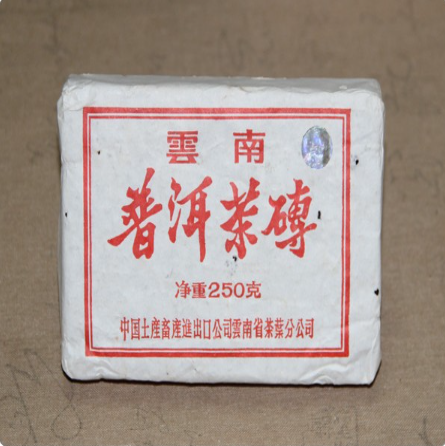 雲南
普洱茶磚
净重250克
中国土産畜産進出口公司雲南省茶葉分公司